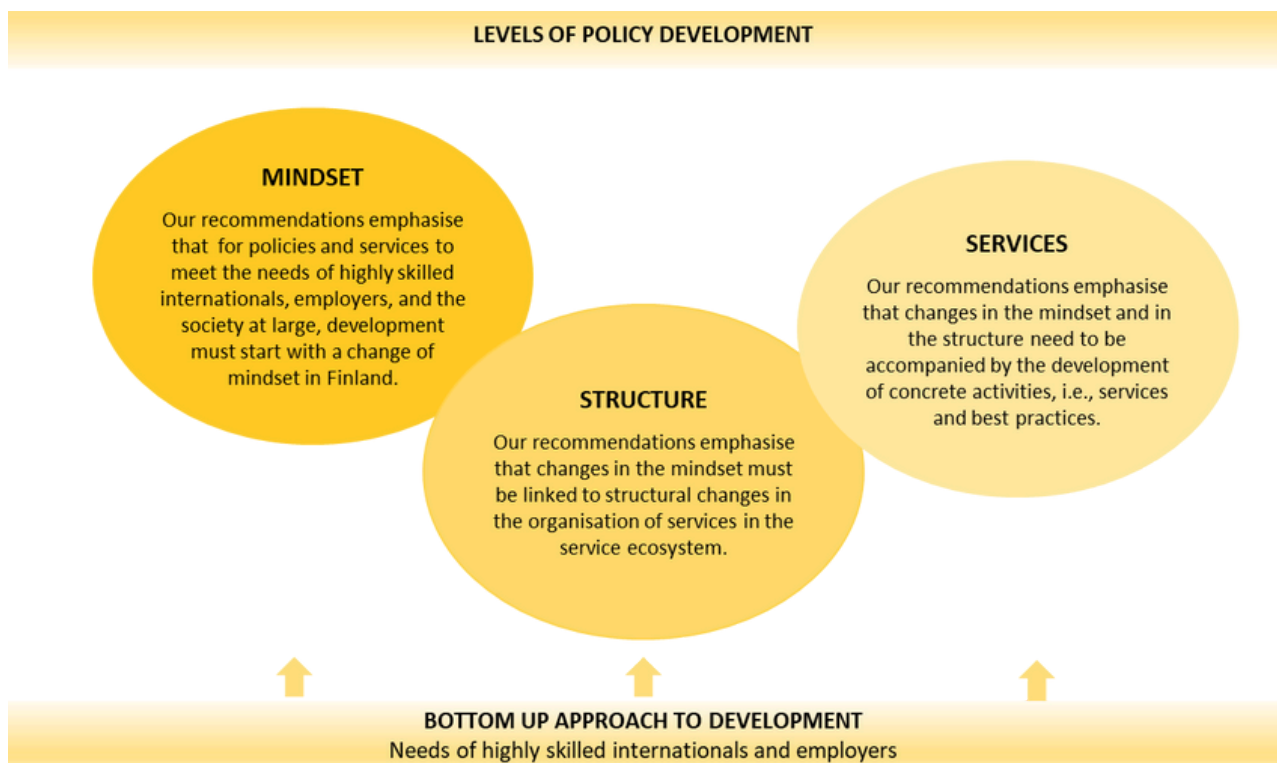 LEVELS OF POLICY DEVELOPMENT
MINDSET
Our recommendations emphasise
that for policies and services to
meet the needs of highly skilled
internationals, employers, and the
society at large, development
must start with a change of
mindset in Finland.
STRUCTURE
Our recommendations emphasise
that changes in the mindset must
be linked to structural changes in
the organisation of services in the
service ecosystem.
SERVICES
Our recommendations emphasise
that changes in the mindset and in
the structure need to be
accompanied by the development
of concrete activities, i.e., services
and best practices.
BOTTOM UP APPROACH TO DEVELOPMENT
Needs of highly skilled internationals and employers